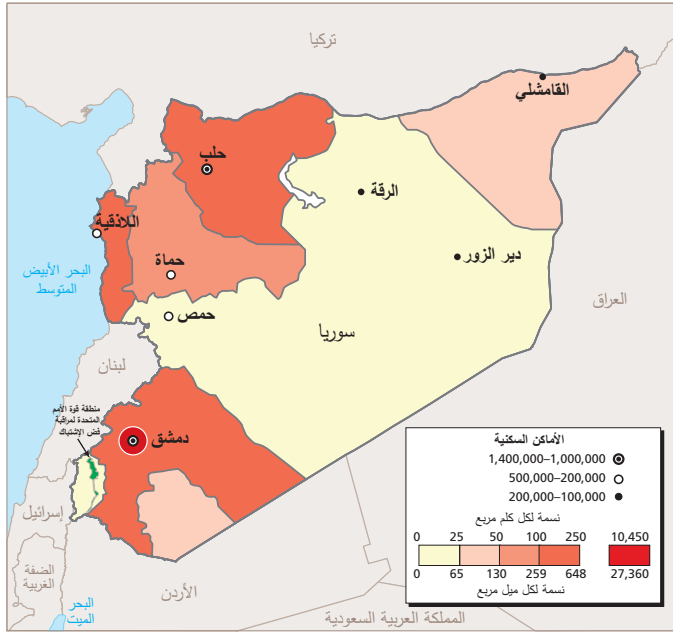 تركيا
القامشلي
حلب
الرقة
اللاذقية
حماة
دير الزور
البحر الأبيض
المتوسط
العراق
حمص
سوريا
لبنان
منطقة قوة الأمم
المتحدة لمراقبة
فض الإشتباك
دمشق
إسرائيل
الضفة
الغربية
الأردن
البحر
الميت
المملكة العربية السعودية
الأماكن السكنية
1,400,000–1,000,000
500,000–200,000
200,000–100,000
نسمة لكل كلم مربع
0 25 50 100 250 10,450
0 65 130 259 648 27,360
نسمة لكل ميل مربع